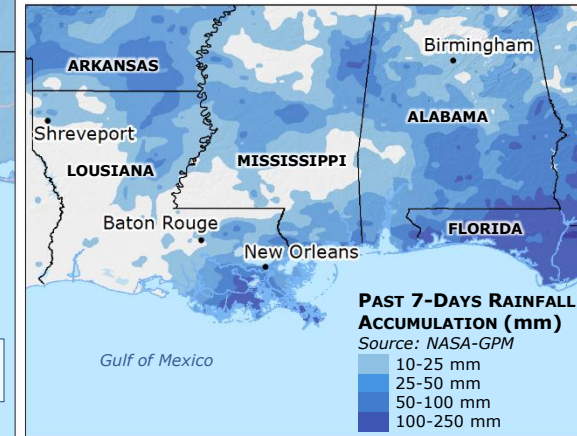 Birmingham
ARKANSAS
ALABAMA
Shreveport
LOUSIANA
MISSISSIPPI
Baton Rouge
FLORIDA
New Orleans
Gulf of Mexico
PAST 7-DAYS RAINFALL
ACCUMULATION (mm)
Source: NASA-GPM
10-25 mm
25-50 mm
50-100 mm
100-250 mm